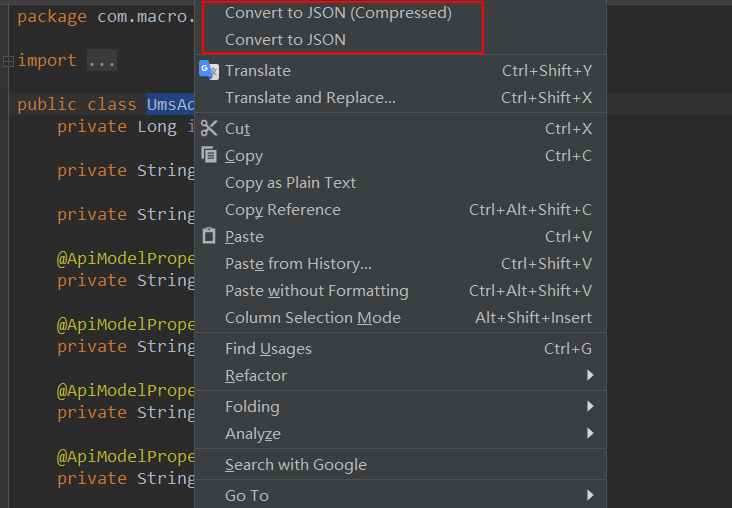 package com.macro.
import ...
public class UmsAd
private Long i
private String
private String
@ApiModelPrope
private String
@ApiModelPrope
private String
@ApiModelPrope
private String
@ApiModelPrope
private String
Convert to JSON (Compressed)
Convert to JSON
Translate Ctrl+Shift+Y
Translate and Replace... Ctrl+Shift+X
Cut Ctrl+X
Copy Ctrl+C
Copy as Plain Text
Copy Reference Ctrl+Alt+Shift+C
Paste Ctrl+V
Paste from History... Ctrl+Shift+V
Paste without Formatting Ctrl+Alt+Shift+V
Column Selection Mode Alt+Shift+Insert
Find Usages Ctrl+G
Refactor
Folding
Analyze
Search with Google
Go To